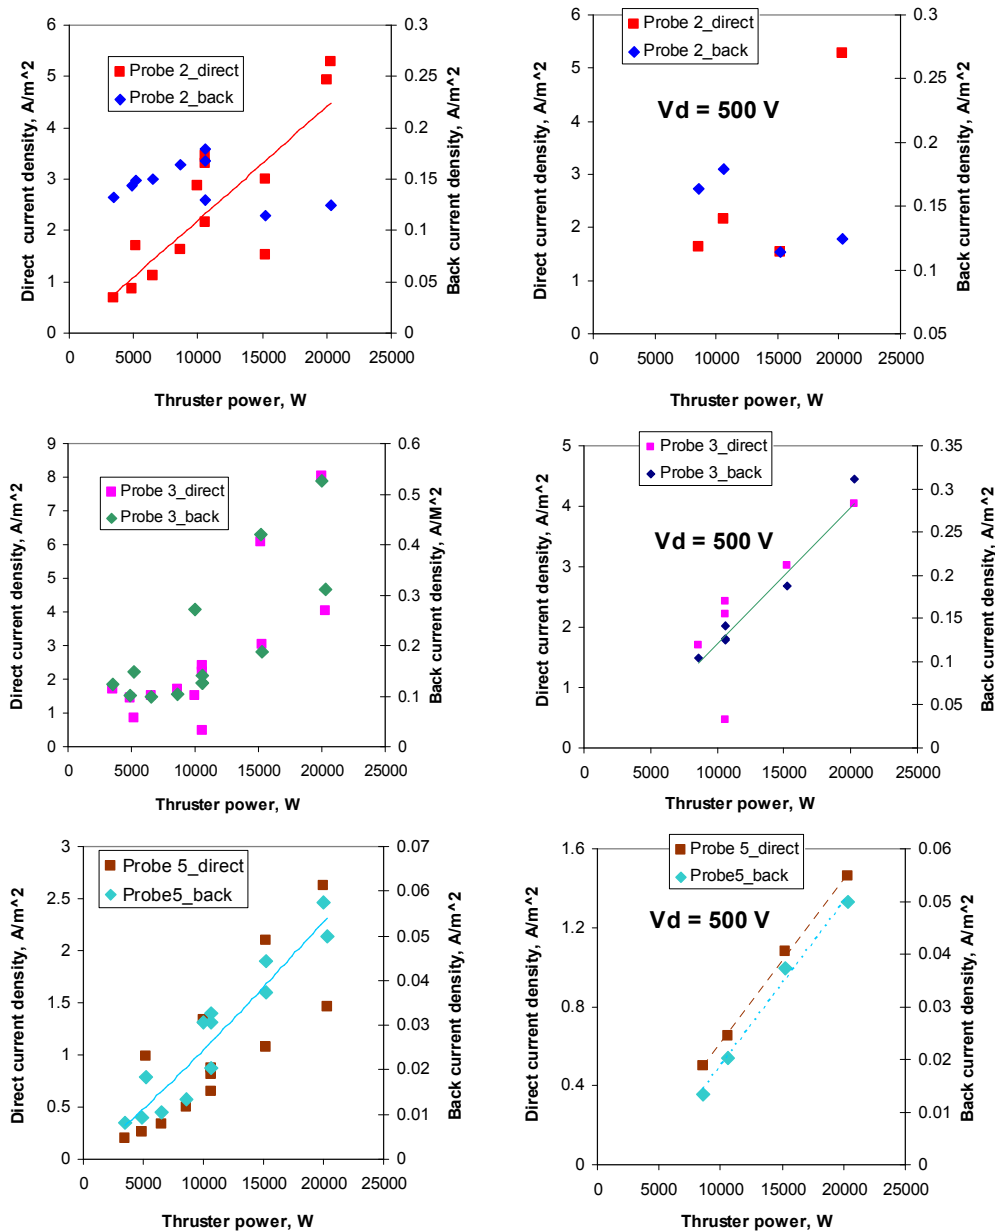 6
5
4
3
2
1
0
Direct current density, A/m^2
Probe 2_direct
Probe 2_back
0.3
0.25
0.2
0.15
0.1
0.05
0
Back current density, A/m^2
0 5000 10000 15000 20000 25000
Thruster power, W
6
5
4
3
2
1
0
Direct current density, A/m^2
Probe 2_direct
Probe 2_back
Vd = 500 V
0.3
0.25
0.2
0.15
0.1
0.05
Back current density, A/m^2
0 5000 10000 15000 20000 25000
Thruster power, W
9
8
7
6
5
4
3
2
1
0
Direct current density, A/m^2
Probe 3_direct
Probe 3_back
0.6
0.5
0.4
0.3
0.2
0.1
0
Back current density, A/M^2
0 5000 10000 15000 20000 25000
Thruster power, W
5
4
3
2
1
0
Direct current density, A/m^2
Probe 3_direct
Probe 3_back
Vd = 500 V
0.35
0.3
0.25
0.2
0.15
0.1
0.05
0
Back current density, A/m^2
0 5000 10000 15000 20000 25000
Thruster power, W
3
2.5
2
1.5
1
0.5
0
Direct current density, A/m^2
Probe 5_direct
Probe5_back
0.07
0.06
0.05
0.04
0.03
0.02
0.01
0
Back current density, A/m^2
0 5000 10000 15000 20000 25000
Thruster power, W
1.6
1.2
0.8
0.4
0
Direct current density, A/m^2
Probe 5_direct
Probe5_back
Vd = 500 V
0.06
0.05
0.04
0.03
0.02
0.01
0
Back current density, A/m^2
0 5000 10000 15000 20000 25000
Thruster power, W